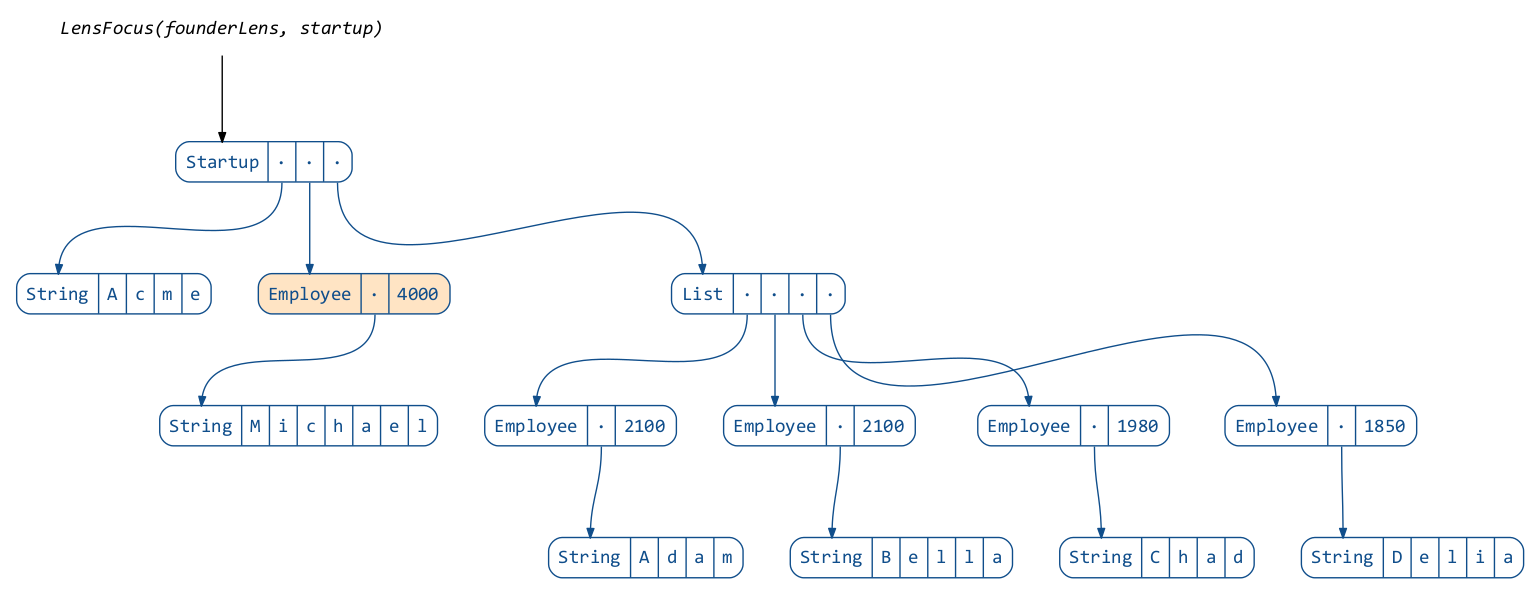 LensFocus(founderLens, startup)
Startup · · ·
String A c m e
Employee · 4000
List · · · ·
String M i c h a e l
Employee · 2100
Employee · 2100
Employee · 1980
Employee · 1850
String A d a m
String B e l l a
String C h a d
String D e l i a